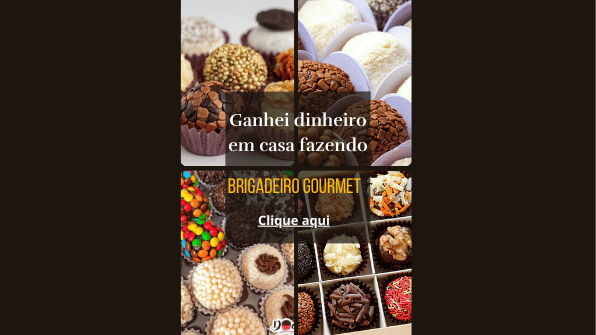 Ganhei dinheiro
em casa fazendo
BRIGADEIRO GOURMET
Clique aqui